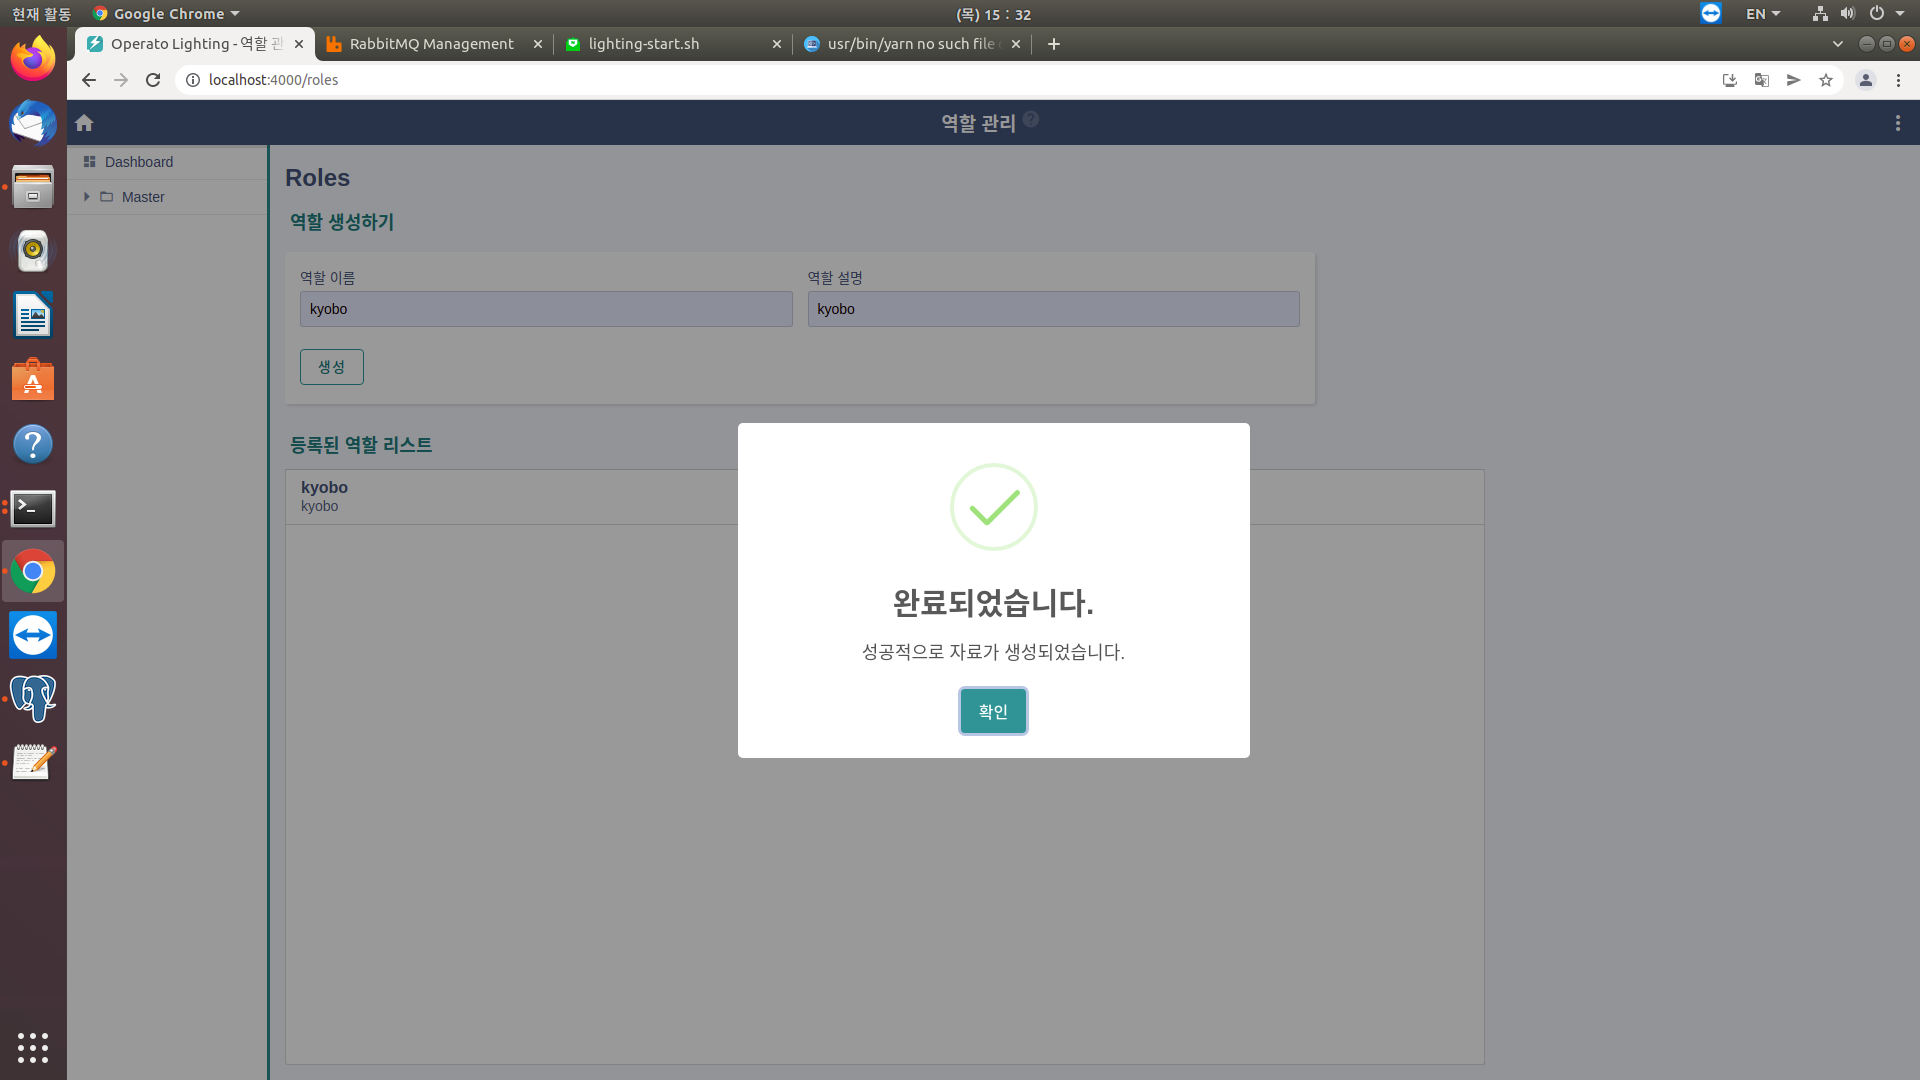 현재 활동
Google Chrome
(목) 15 : 32
EN
Operato Lighting - 역할 관
RabbitMQ Management
lighting-start.sh
usr/bin/yarn no such file
localhost:4000/roles
역할 관리
?
Dashboard
Master
Roles
역할 생성하기
역할 이름
역할 설명
kyobo
kyobo
생성
등록된 역할 리스트
kyobo
kyobo
완료되었습니다.
성공적으로 자료가 생성되었습니다.
확인